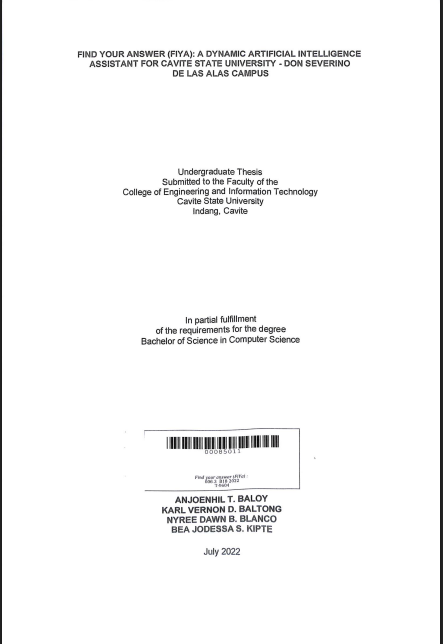 FIND YOUR ANSWER (FIYA): A DYNAMIC ARTIFICIAL INTELLIGENCE
ASSISTANT FOR CAVITE STATE UNIVERSITY - DON SEVERINO
DE LAS ALAS CAMPUS
Undergraduate Thesis
Submitted to the Faculty of the
College of Engineering and Information Technology
Cavite State University
Indang, Cavite
In partial fulfillment
of the requirements for the degree
Bachelor of Science in Computer Science
00085011
Find your answer (FIYA) :
ANJOENHIL T. BALOY
KARL VERNON D. BALTONG
NYREE DAWN B. BLANCO
BEA JODESSA S. KIPTE
July 2022